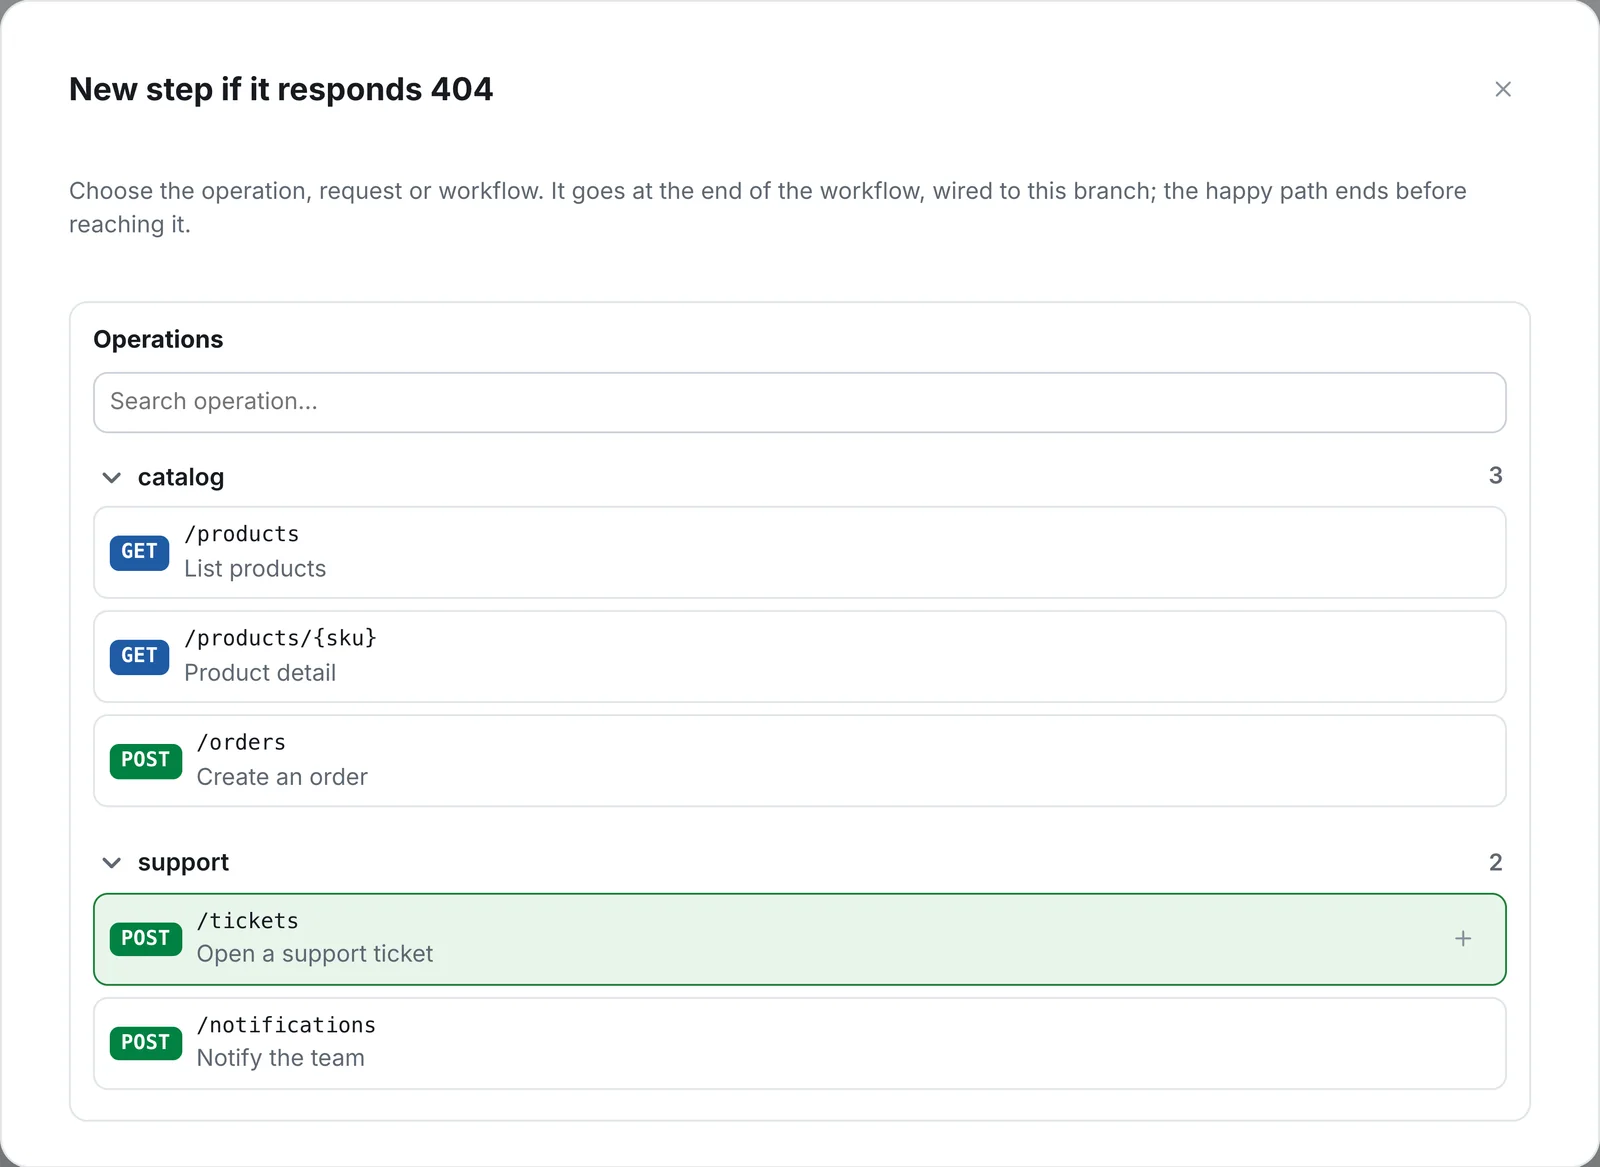 New step if it responds 404
Choose the operation, request or workflow. It goes at the end of the workflow, wired to this branch; the happy path ends before
reaching it.
Operations
Search operation...
catalog 3
GET /products
List products
GET /products/{sku}
Product detail
POST /orders
Create an order
support 2
POST /tickets
Open a support ticket
POST /notifications
Notify the team